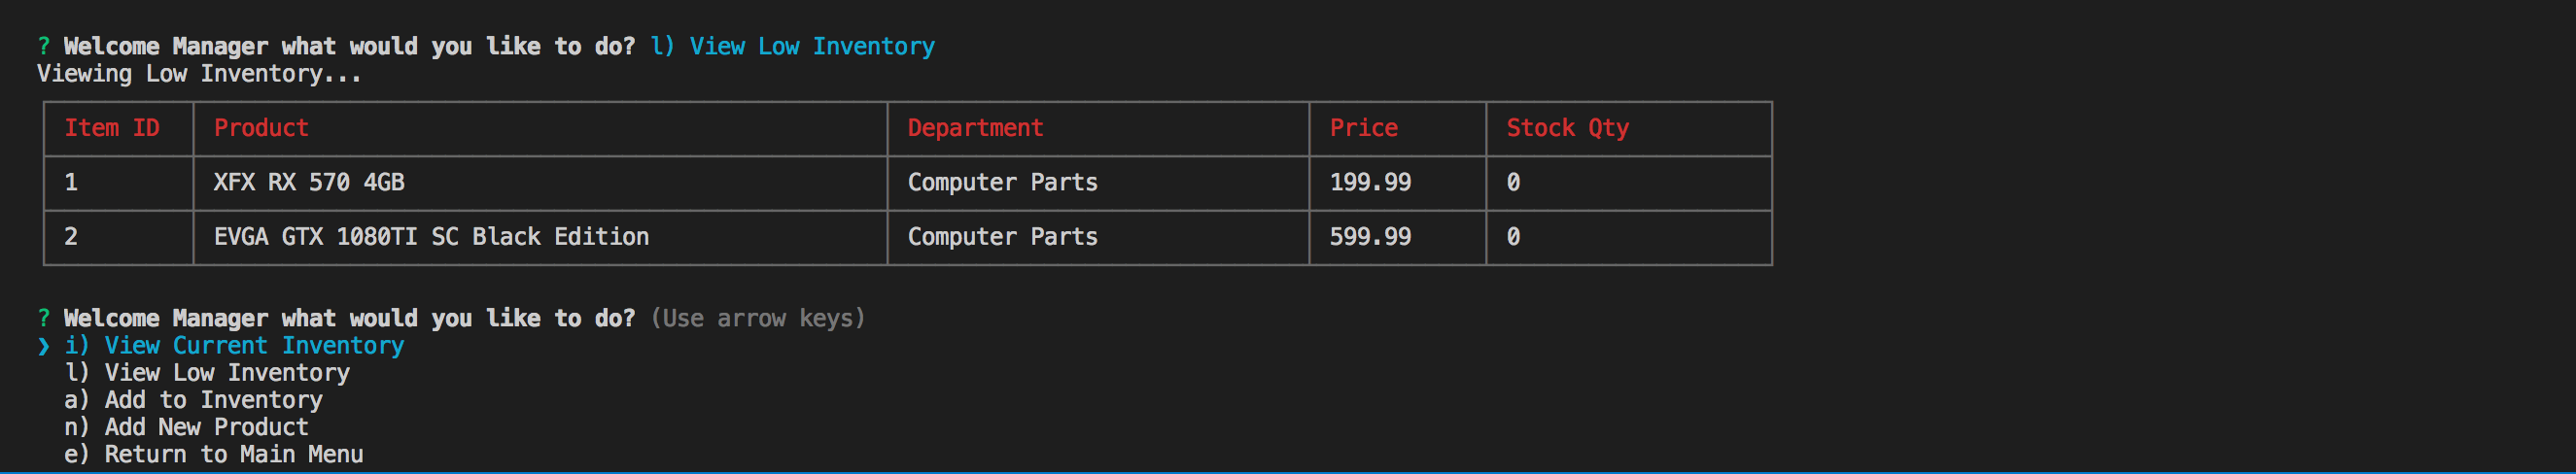 ? Welcome Manager what would you like to do? l) View Low Inventory
Viewing Low Inventory...
Item ID Product Department Price Stock Qty
1 XFX RX 570 4GB Computer Parts 199.99 0
2 EVGA GTX 1080TI SC Black Edition Computer Parts 599.99 0
? Welcome Manager what would you like to do? (Use arrow keys)
❯ i) View Current Inventory
l) View Low Inventory
a) Add to Inventory
n) Add New Product
e) Return to Main Menu